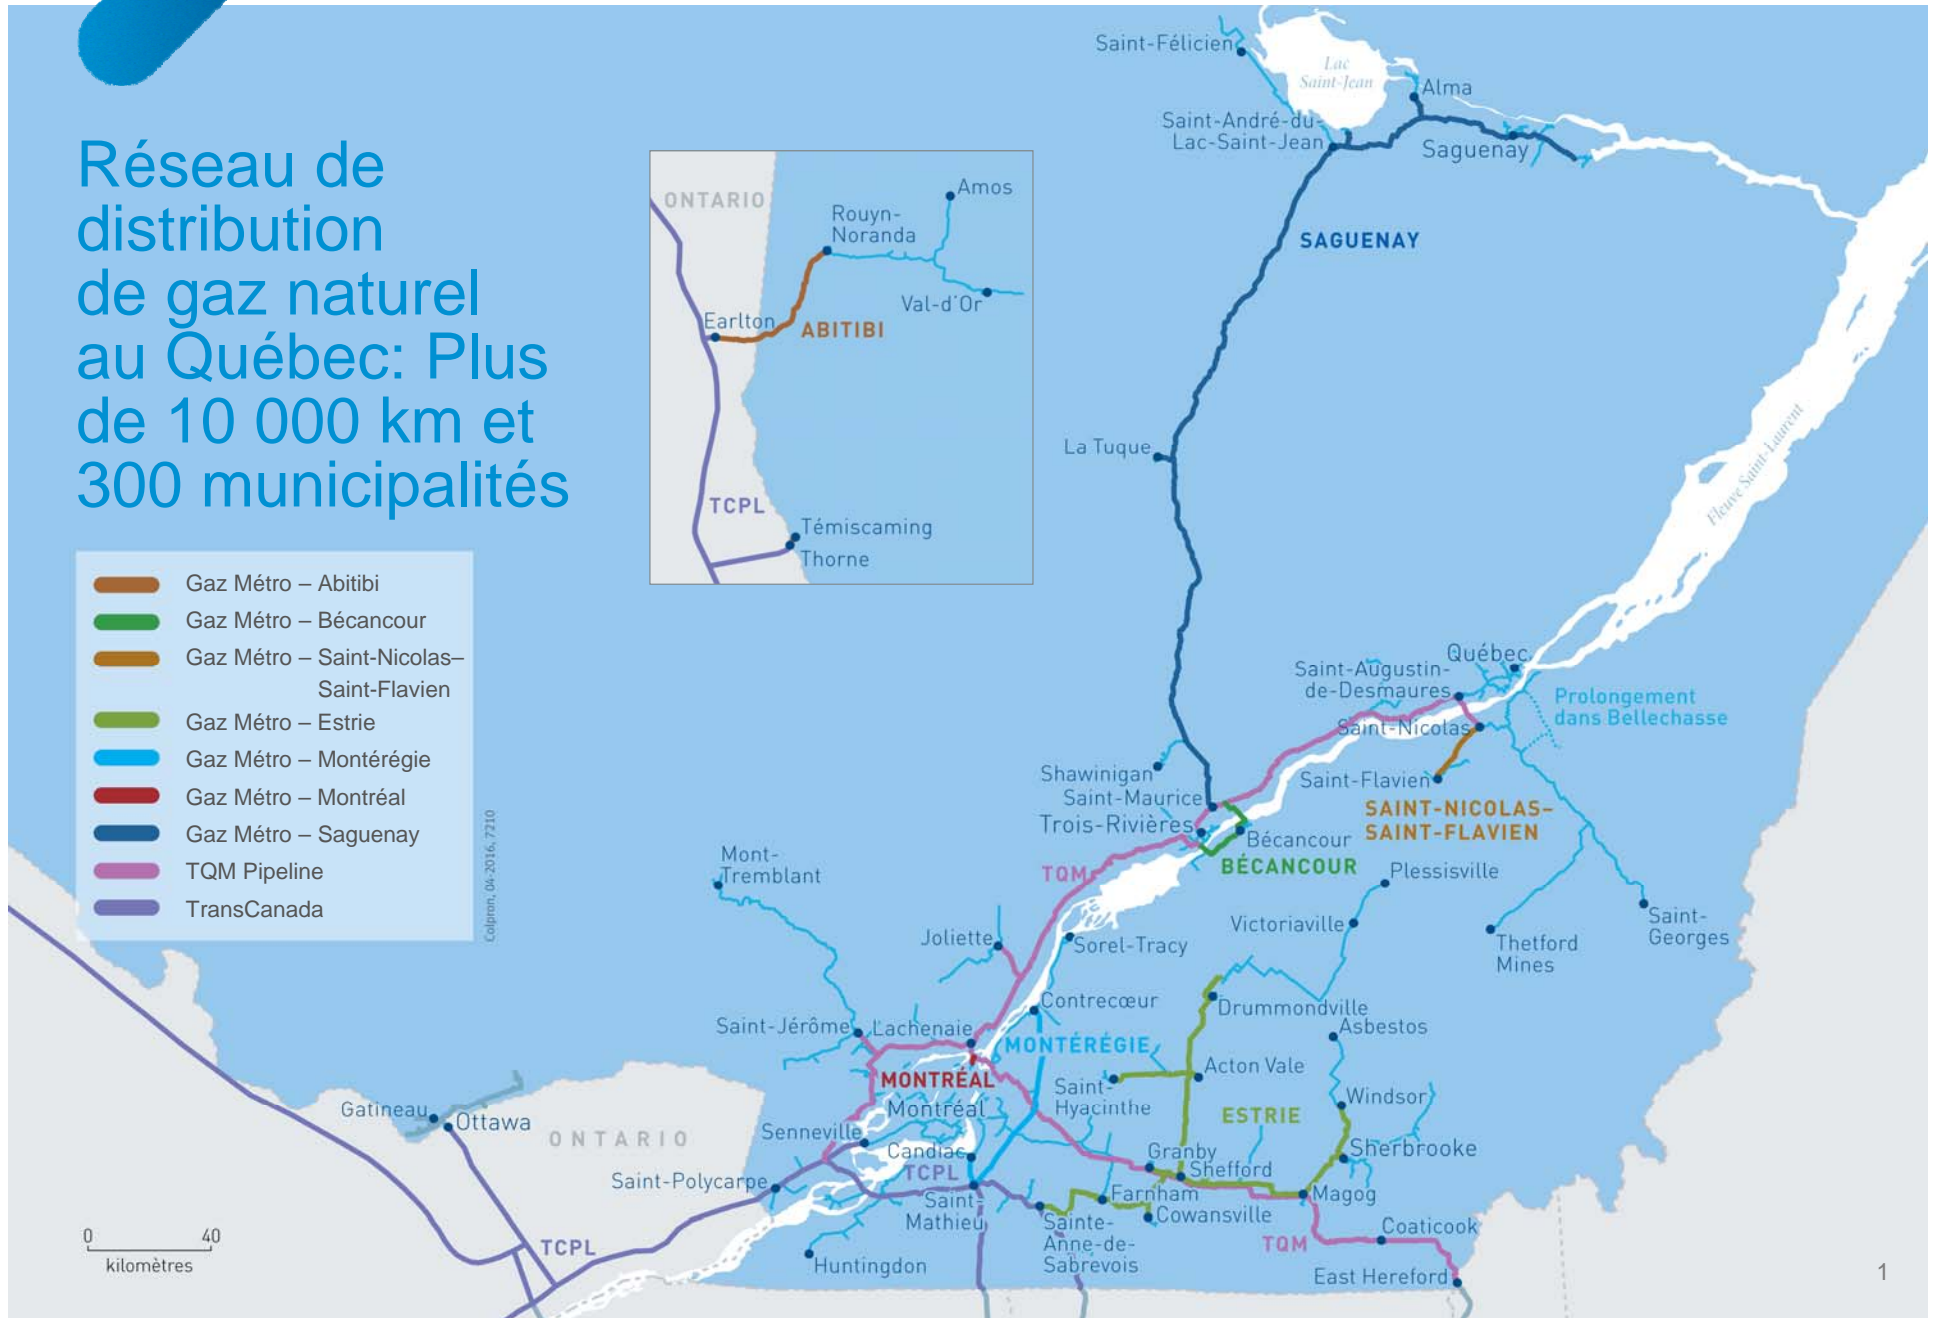 Réseau de
distribution
de gaz naturel
au Québec: Plus
de 10 000 km et
300 municipalités
Gaz Métro – Abitibi
Gaz Métro – Bécancour
Gaz Métro – Saint-Nicolas–
Saint-Flavien
Gaz Métro – Estrie
Gaz Métro – Montérégie
Gaz Métro – Montréal
Gaz Métro – Saguenay
TQM Pipeline
TransCanada
Colpron, 04-2016, 7210
ONTARIO
Amos
Rouyn-
Noranda
Val-d'Or
Earlton
ABITIBI
TCPL
Témiscaming
Thorne
Saint-Félicien
Lac
Saint-Jean
Alma
Saint-André-du-
Lac-Saint-Jean
Saguenay
SAGUENAY
La Tuque
Fleuve Saint-Laurent
Québec
Saint-Augustin-
de-Desmaures
Prolongement
dans Bellechasse
Saint-Nicolas
Shawinigan
Saint-Flavien
Saint-Maurice
SAINT-NICOLAS–
SAINT-FLAVIEN
Trois-Rivières
Bécancour
BÉCANCOUR
TQM
Mont-
Tremblant
Plessisville
Victoriaville
Saint-
Georges
Thetford
Mines
Joliette
Sorel-Tracy
Contrecœur
Drummondville
Asbestos
Saint-Jérôme
Lachenaie
MONTÉRÉGIE
Acton Vale
MONTRÉAL
Montréal
Saint-
Hyacinthe
Windsor
ESTRIE
Gatineau
Ottawa
ONTARIO
Senneville
Candiac
TCPL
Granby
Shefford
Sherbrooke
Saint-Polycarpe
Saint-
Mathieu
Farnham
Cowansville
Magog
Sainte-
Anne-de-
Sabrevois
Coaticook
TQM
Huntingdon
East Hereford
TCPL
0 40
kilomètres
1